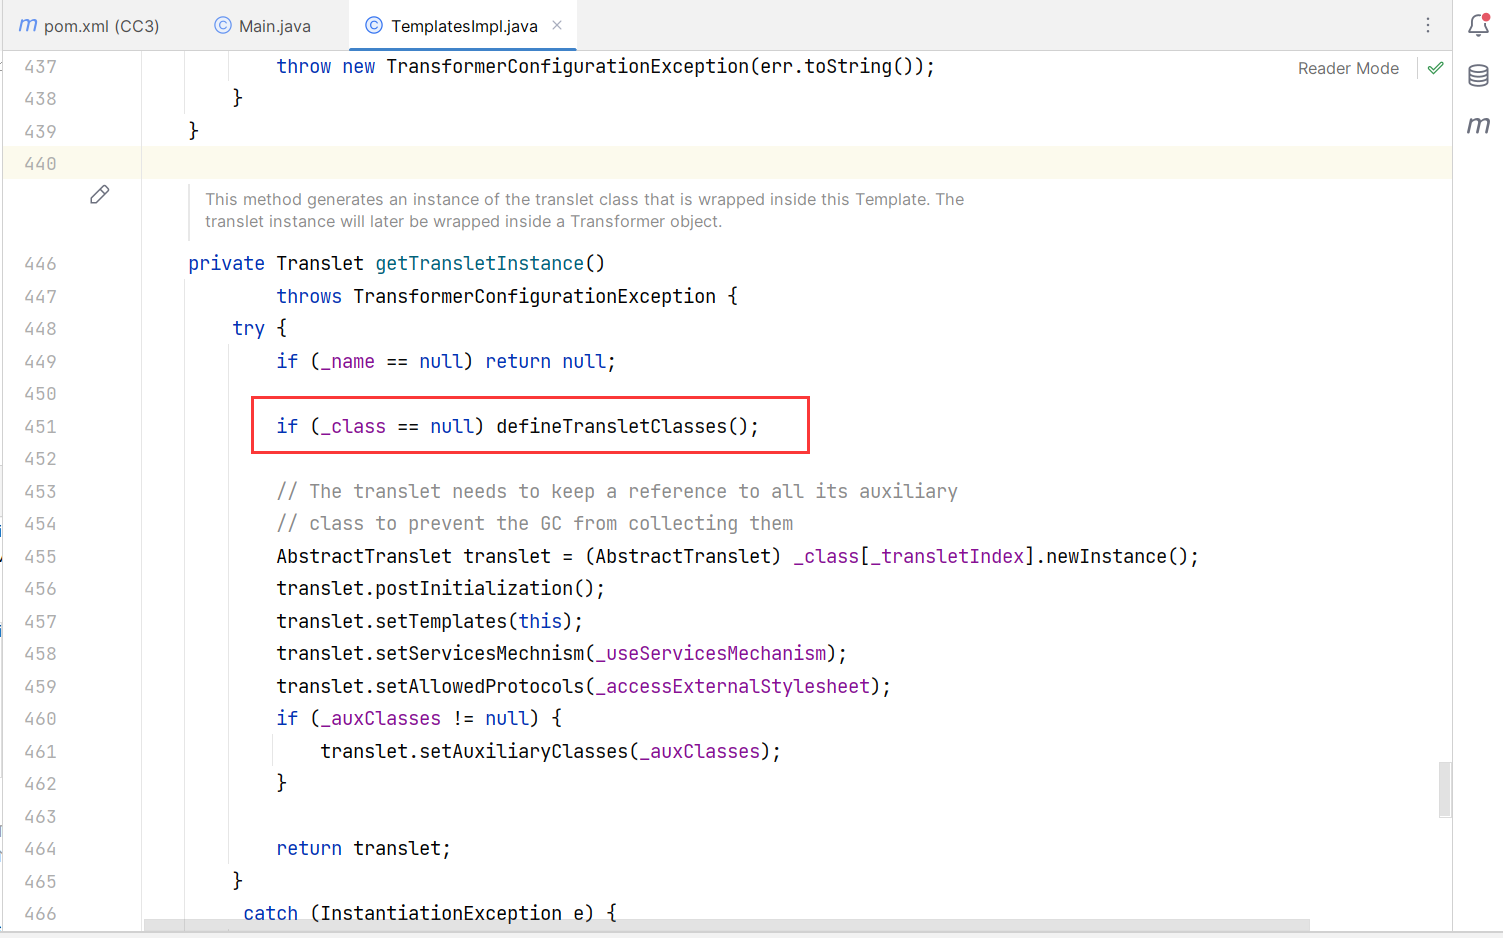 pom.xml (CC3) Main.java TemplatesImpl.java
Reader Mode
437 throw new TransformerConfigurationException(err.toString());
438 }
439 }
440
This method generates an instance of the translet class that is wrapped inside this Template. The
translet instance will later be wrapped inside a Transformer object.
446 private Translet getTransletInstance()
447 throws TransformerConfigurationException {
448 try {
449 if (_name == null) return null;
450
451 if (_class == null) defineTransletClasses();
452
453 // The translet needs to keep a reference to all its auxiliary
454 // class to prevent the GC from collecting them
455 AbstractTranslet translet = (AbstractTranslet) _class[_transletIndex].newInstance();
456 translet.postInitialization();
457 translet.setTemplates(this);
458 translet.setServicesMechnism(_useServicesMechanism);
459 translet.setAllowedProtocols(_accessExternalStylesheet);
460 if (_auxClasses != null) {
461 translet.setAuxiliaryClasses(_auxClasses);
462 }
463
464 return translet;
465 }
466 catch (InstantiationException e) {